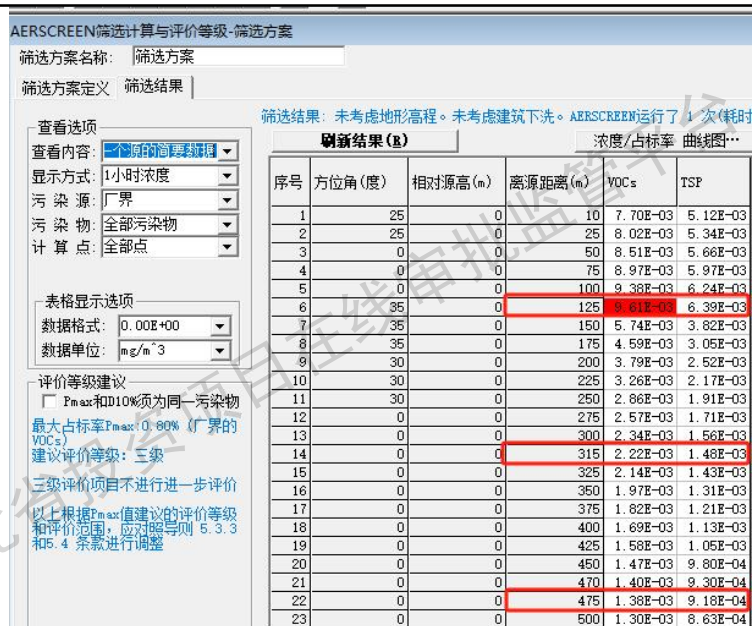 AERSCREEN筛选计算与评价等级-筛选方案
筛选方案名称: 筛选方案
筛选方案定义 筛选结果
筛选结果: 未考虑地形高程。未考虑建筑下洗。AERSCREEN运行了 1 次(耗时
查看选项
查看内容: 一个源的简要数据
显示方式: 1小时浓度
污 染 源: 厂界
污 染 物: 全部污染物
计 算 点: 全部点
表格显示选项
数据格式: 0.00E+00
数据单位: mg/m^3
评价等级建议
Pmax和D10%须为同一污染物
最大占标率Pmax:0.80% (厂界的
VOCs)
建议评价等级: 三级
三级评价项目不进行进一步评价
以上根据Pmax值建议的评价等级
和评价范围,应对照导则 5.3.3
和5.4 条款进行调整
刷新结果(R) 浓度/占标率 曲线图…
序号 方位角(度) 相对源高(m) 离源距离(m) VOCs TSP
1 25 0 10 7.70E-03 5.12E-03
2 25 0 25 8.02E-03 5.34E-03
3 0 0 50 8.51E-03 5.66E-03
4 0 0 75 8.97E-03 5.97E-03
5 0 0 100 9.38E-03 6.24E-03
6 35 0 125 9.61E-03 6.39E-03
7 35 0 150 5.74E-03 3.82E-03
8 35 0 175 4.59E-03 3.05E-03
9 30 0 200 3.79E-03 2.52E-03
10 30 0 225 3.26E-03 2.17E-03
11 30 0 250 2.86E-03 1.91E-03
12 0 0 275 2.57E-03 1.71E-03
13 0 0 300 2.34E-03 1.56E-03
14 0 0 315 2.22E-03 1.48E-03
15 0 0 325 2.14E-03 1.43E-03
16 0 0 350 1.97E-03 1.31E-03
17 0 0 375 1.82E-03 1.21E-03
18 0 0 400 1.69E-03 1.13E-03
19 0 0 425 1.58E-03 1.05E-03
20 0 0 450 1.47E-03 9.80E-04
21 0 0 470 1.40E-03 9.30E-04
22 0 0 475 1.38E-03 9.18E-04
23 0 0 500 1.30E-03 8.63E-04
省投资项目在线审批监管平台